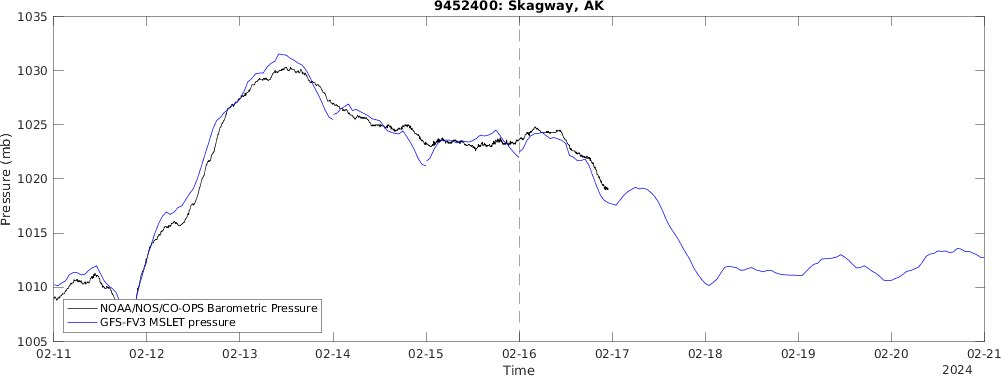 9452400: Skagway, AK
1035
1030
1025
1020
1015
1010
1005
Pressure (mb)
NOAA/NOS/CO-OPS Barometric Pressure
GFS-FV3 MSLET pressure
02-11 02-12 02-13 02-14 02-15 02-16 02-17 02-18 02-19 02-20 02-21
Time
2024